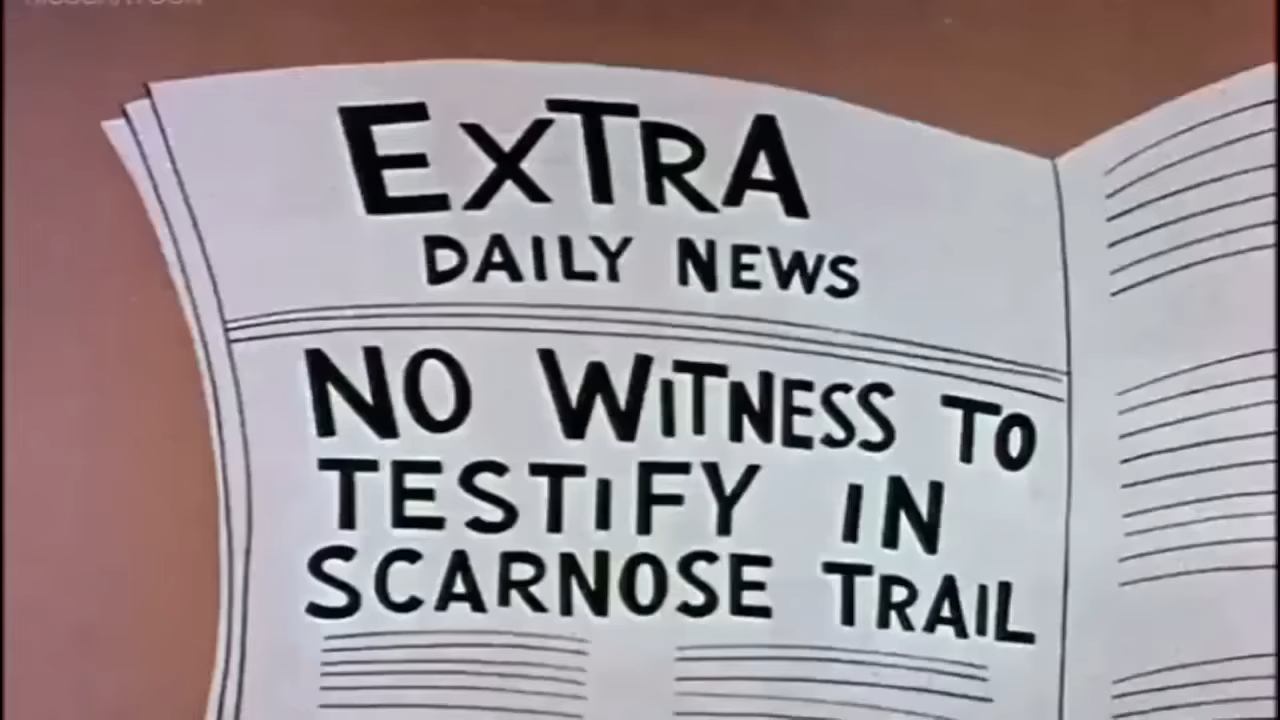 EXTRA
DAILY NEWS
NO WITNESS TO
TESTIFY IN
SCARNOSE TRAIL